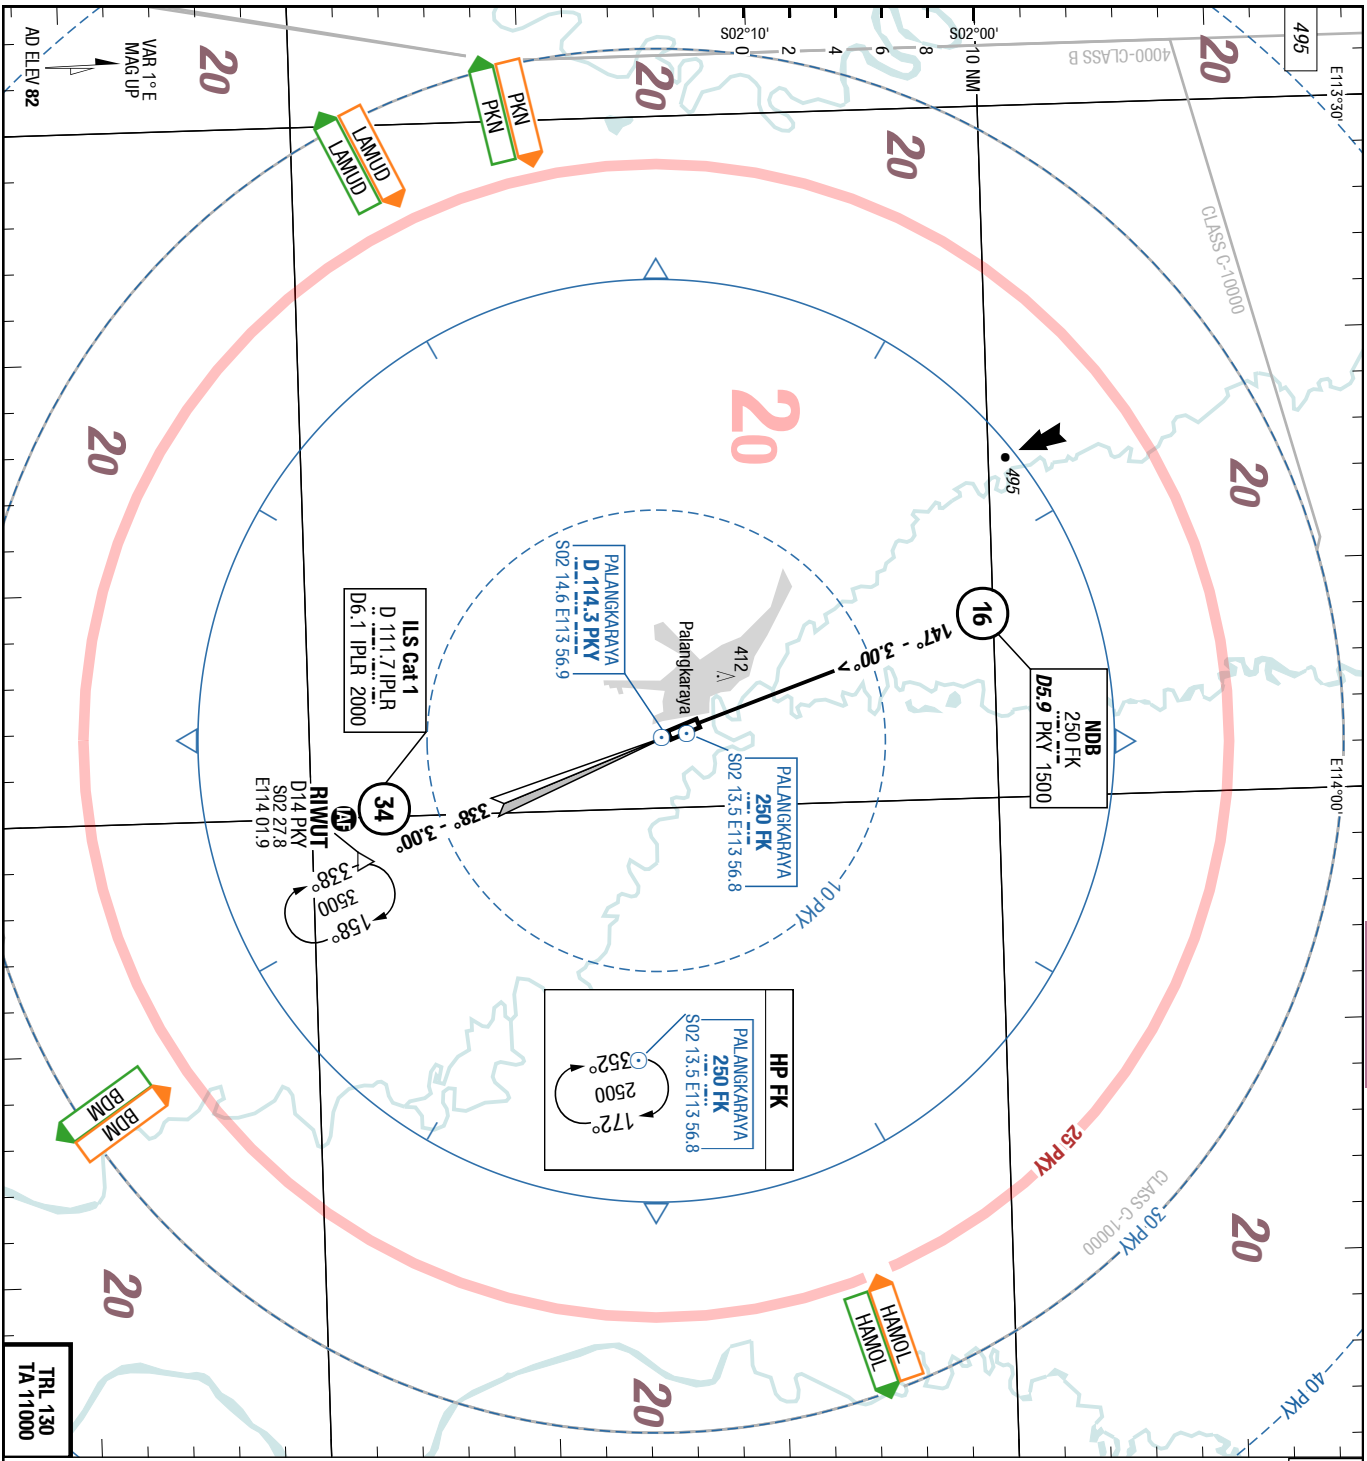 495
E113°30'
E114°00'
S02°00'
S02°10'
10 NM
8
6
4
2
0
4000-CLASS B
CLASS C-10000
20
20
20
20
20
20
20
20
20
20
VAR 1° E
MAG UP
AD ELEV 82
PKN
PKN
LAMUD
LAMUD
495
16
NDB
250 FK
D5.9 PKY 1500
147° - 3.00°
PALANGKARAYA
D 114.3 PKY
S02 14.6 E113 56.9
412
Palangkaraya
PALANGKARAYA
250 FK
S02 13.5 E113 56.8
ILS Cat 1
D 111.7 IPLR
D6.1 IPLR 2000
34
338° - 3.00°
IAF
RIWUT
D14 PKY
S02 27.8
E114 01.9
338°
3500
158°
10 PKY
HP FK
PALANGKARAYA
250 FK
S02 13.5 E113 56.8
352°
2500
172°
BDM
BDM
25 PKY
CLASS C-10000
30 PKY
HAMOL
HAMOL
40 PKY
TRL 130
TA 11000